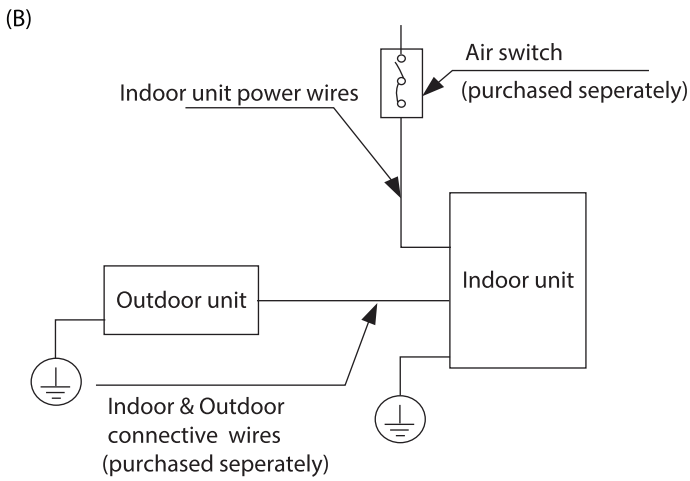 (B)
Air switch
(purchased seperately)
Indoor unit power wires
Indoor unit
Outdoor unit
Indoor & Outdoor
connective wires
(purchased seperately)